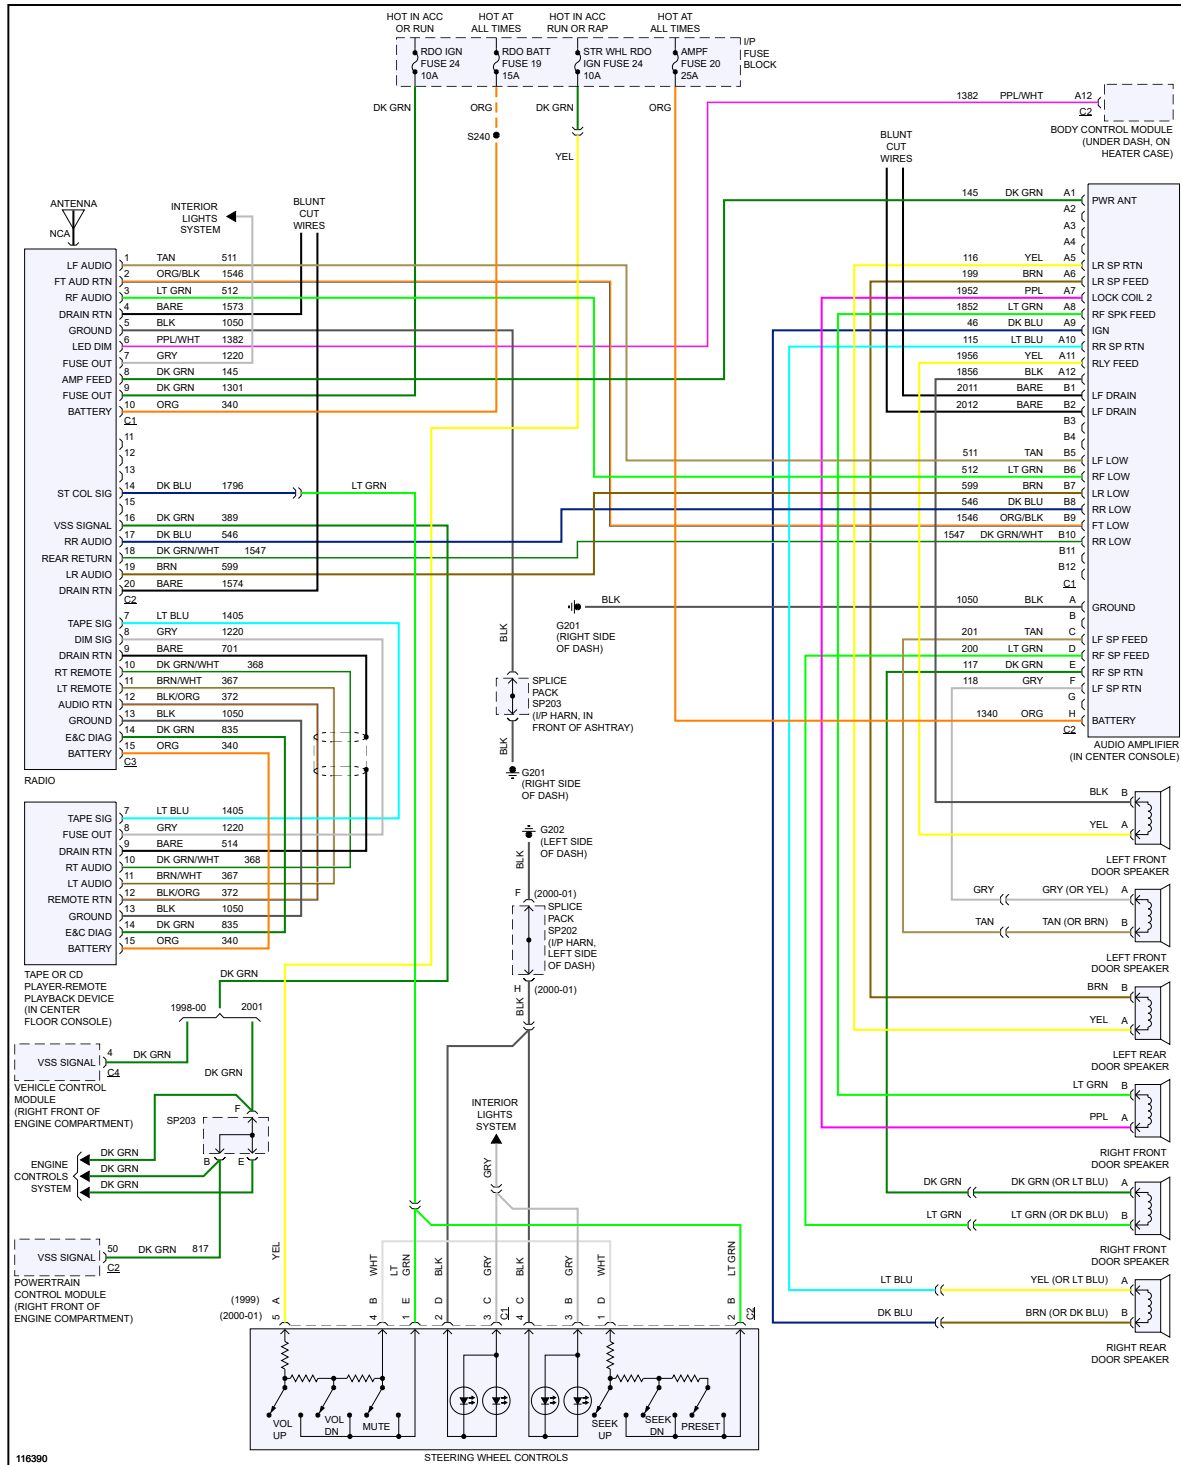 HOT IN ACC
OR RUN
HOT AT
ALL TIMES
HOT IN ACC
RUN OR RAP
HOT AT
ALL TIMES
RDO IGN
FUSE 24
10A
RDO BATT
FUSE 19
15A
STR WHL RDO
IGN FUSE 24
10A
AMPF
FUSE 20
25A
I/P
FUSE
BLOCK
DK GRN
ORG
DK GRN
ORG
S240
YEL
1382 PPL/WHT A12
C2
BODY CONTROL MODULE
(UNDER DASH, ON
HEATER CASE)
BLUNT
CUT
WIRES
ANTENNA
NCA
INTERIOR
LIGHTS
SYSTEM
BLUNT
CUT
WIRES
LF AUDIO 1 TAN 511
FT AUD RTN 2 ORG/BLK 1546
RF AUDIO 3 LT GRN 512
DRAIN RTN 4 BARE 1573
GROUND 5 BLK 1050
LED DIM 6 PPL/WHT 1382
FUSE OUT 7 GRY 1220
AMP FEED 8 DK GRN 145
FUSE OUT 9 DK GRN 1301
BATTERY 10 ORG 340
C1
11
12
13
ST COL SIG 14 DK BLU 1796 LT GRN
15
VSS SIGNAL 16 DK GRN 389
RR AUDIO 17 DK BLU 546
REAR RETURN 18 DK GRN/WHT 1547
LR AUDIO 19 BRN 599
DRAIN RTN 20 BARE 1574
C2
TAPE SIG 7 LT BLU 1405
DIM SIG 8 GRY 1220
DRAIN RTN 9 BARE 701
RT REMOTE 10 DK GRN/WHT 368
LT REMOTE 11 BRN/WHT 367
AUDIO RTN 12 BLK/ORG 372
GROUND 13 BLK 1050
E&C DIAG 14 DK GRN 835
BATTERY 15 ORG 340
C3
RADIO
145 DK GRN A1 PWR ANT
A2
A3
A4
116 YEL A5 LR SP RTN
199 BRN A6 LR SP FEED
1952 PPL A7 LOCK COIL 2
1852 LT GRN A8 RF SPK FEED
46 DK BLU A9 IGN
115 LT BLU A10 RR SP RTN
1956 YEL A11 RLY FEED
1856 BLK A12
2011 BARE B1 LF DRAIN
2012 BARE B2 LF DRAIN
B3
B4
511 TAN B5 LF LOW
512 LT GRN B6 RF LOW
599 BRN B7 LR LOW
546 DK BLU B8 RR LOW
1546 ORG/BLK B9 FT LOW
1547 DK GRN/WHT B10 RR LOW
B11
B12
C1
BLK 1050 BLK A GROUND
B
201 TAN C LF SP FEED
200 LT GRN D RF SP FEED
117 DK GRN E RF SP RTN
118 GRY F LF SP RTN
G
1340 ORG H BATTERY
C2
AUDIO AMPLIFIER
(IN CENTER CONSOLE)
G201
(RIGHT SIDE
OF DASH)
BLK
SPLICE
PACK
SP203
(I/P HARN, IN
FRONT OF ASHTRAY)
BLK
G201
(RIGHT SIDE
OF DASH)
G202
(LEFT SIDE
OF DASH)
BLK
F (2000-01)
SPLICE
PACK
SP202
(I/P HARN,
LEFT SIDE
OF DASH)
H (2000-01)
BLK
TAPE SIG 7 LT BLU 1405
FUSE OUT 8 GRY 1220
DRAIN RTN 9 BARE 514
RT AUDIO 10 DK GRN/WHT 368
LT AUDIO 11 BRN/WHT 367
REMOTE RTN 12 BLK/ORG 372
GROUND 13 BLK 1050
E&C DIAG 14 DK GRN 835
BATTERY 15 ORG 340
TAPE OR CD
PLAYER-REMOTE
PLAYBACK DEVICE
(IN CENTER
FLOOR CONSOLE)
DK GRN
1998-00 2001
VSS SIGNAL 4 DK GRN
C4
VEHICLE CONTROL
MODULE
(RIGHT FRONT OF
ENGINE COMPARTMENT)
DK GRN
F
SP203
B E
ENGINE
CONTROLS
SYSTEM
DK GRN
DK GRN
DK GRN
VSS SIGNAL 50 DK GRN 817
C2
POWERTRAIN
CONTROL MODULE
(RIGHT FRONT OF
ENGINE COMPARTMENT)
BLK B
YEL A
LEFT FRONT
DOOR SPEAKER
GRY GRY (OR YEL) A
TAN TAN (OR BRN) B
LEFT FRONT
DOOR SPEAKER
BRN B
YEL A
LEFT REAR
DOOR SPEAKER
LT GRN B
PPL A
RIGHT FRONT
DOOR SPEAKER
DK GRN DK GRN (OR LT BLU) A
LT GRN LT GRN (OR DK BLU) B
RIGHT FRONT
DOOR SPEAKER
LT BLU YEL (OR LT BLU) A
DK BLU BRN (OR DK BLU) B
RIGHT REAR
DOOR SPEAKER
INTERIOR
LIGHTS
SYSTEM
GRY
YEL WHT LT GRN BLK GRY BLK GRY WHT LT GRN
(1999) A B E D C C1 C B D B C2
(2000-01) 5 4 1 2 3 4 3 1 2
VOL
UP
VOL
DN
MUTE
SEEK
UP
SEEK
DN
PRESET
STEERING WHEEL CONTROLS
116390